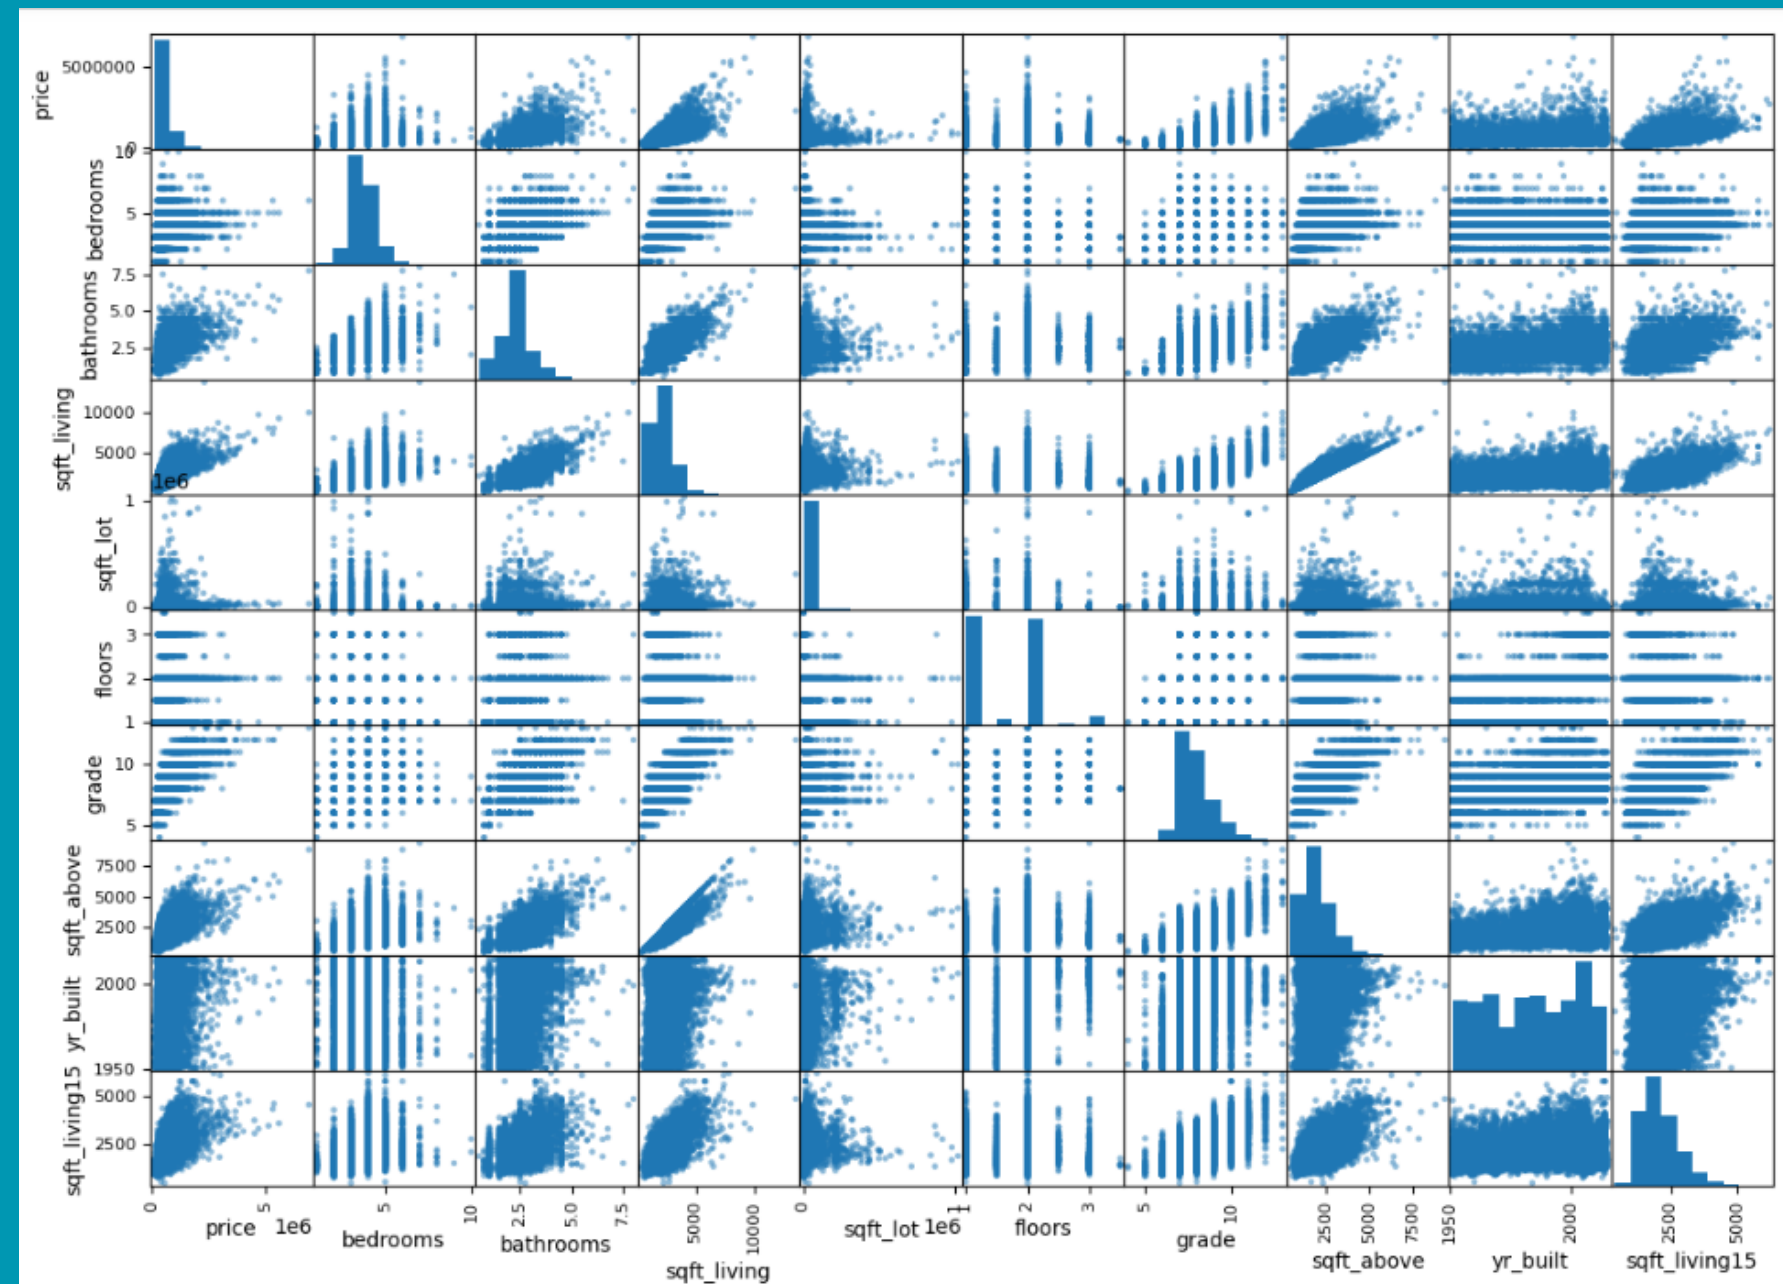 price
5000000
0
bedrooms
10
5
bathrooms
7.5
5.0
2.5
sqft_living
10000
5000
1e6
sqft_lot
1
0
floors
3
2
1
grade
10
5
sqft_above
7500
5000
2500
yr_built
2000
1950
sqft_living15
5000
2500
0 5 5 10 2.5 5.0 7.5 5000 10000 1 1 2 3 5 10 2500 5000 7500 1950 2000 2500 5000
price 1e6 bedrooms bathrooms sqft_living sqft_lot 1e6 floors grade sqft_above yr_built sqft_living15